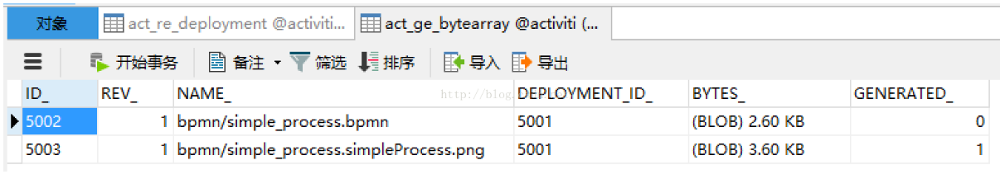 对象 act_re_deployment @activiti... act_ge_bytearray @activiti (...
开始事务 备注 筛选 排序 导入 导出
ID_ REV_ NAME_ DEPLOYMENT_ID_ BYTES_ GENERATED_
5002 1 bpmn/simple_process.bpmn 5001 (BLOB) 2.60 KB 0
5003 1 bpmn/simple_process.simpleProcess.png 5001 (BLOB) 3.60 KB 1
http://blog.